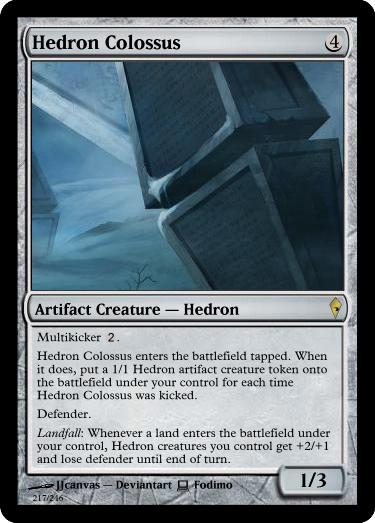 Hedron Colossus 4
Artifact Creature — Hedron
Multikicker 2.
Hedron Colossus enters the battlefield tapped. When
it does, put a 1/1 Hedron artifact creature token onto
the battlefield under your control for each time
Hedron Colossus was kicked.
Defender.
Landfall: Whenever a land enters the battlefield under
your control, Hedron creatures you control get +2/+1
and lose defender until end of turn.
1/3
JJcanvas — Deviantart Fodimo
217/246